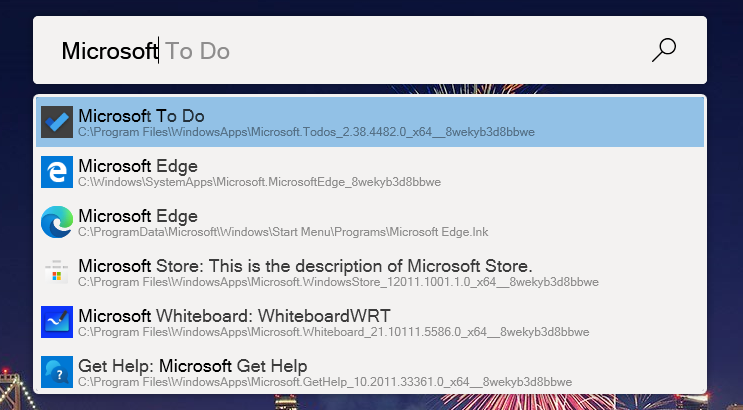 Microsoft To Do
Microsoft To Do
C:\Program Files\WindowsApps\Microsoft.Todos_2.38.4482.0_x64__8wekyb3d8bbwe
Microsoft Edge
C:\Windows\SystemApps\Microsoft.MicrosoftEdge_8wekyb3d8bbwe
Microsoft Edge
C:\ProgramData\Microsoft\Windows\Start Menu\Programs\Microsoft Edge.lnk
Microsoft Store: This is the description of Microsoft Store.
C:\Program Files\WindowsApps\Microsoft.WindowsStore_12011.1001.1.0_x64__8wekyb3d8bbwe
Microsoft Whiteboard: WhiteboardWRT
C:\Program Files\WindowsApps\Microsoft.Whiteboard_21.10111.5586.0_x64__8wekyb3d8bbwe
Get Help: Microsoft Get Help
C:\Program Files\WindowsApps\Microsoft.GetHelp_10.2011.33361.0_x64__8wekyb3d8bbwe